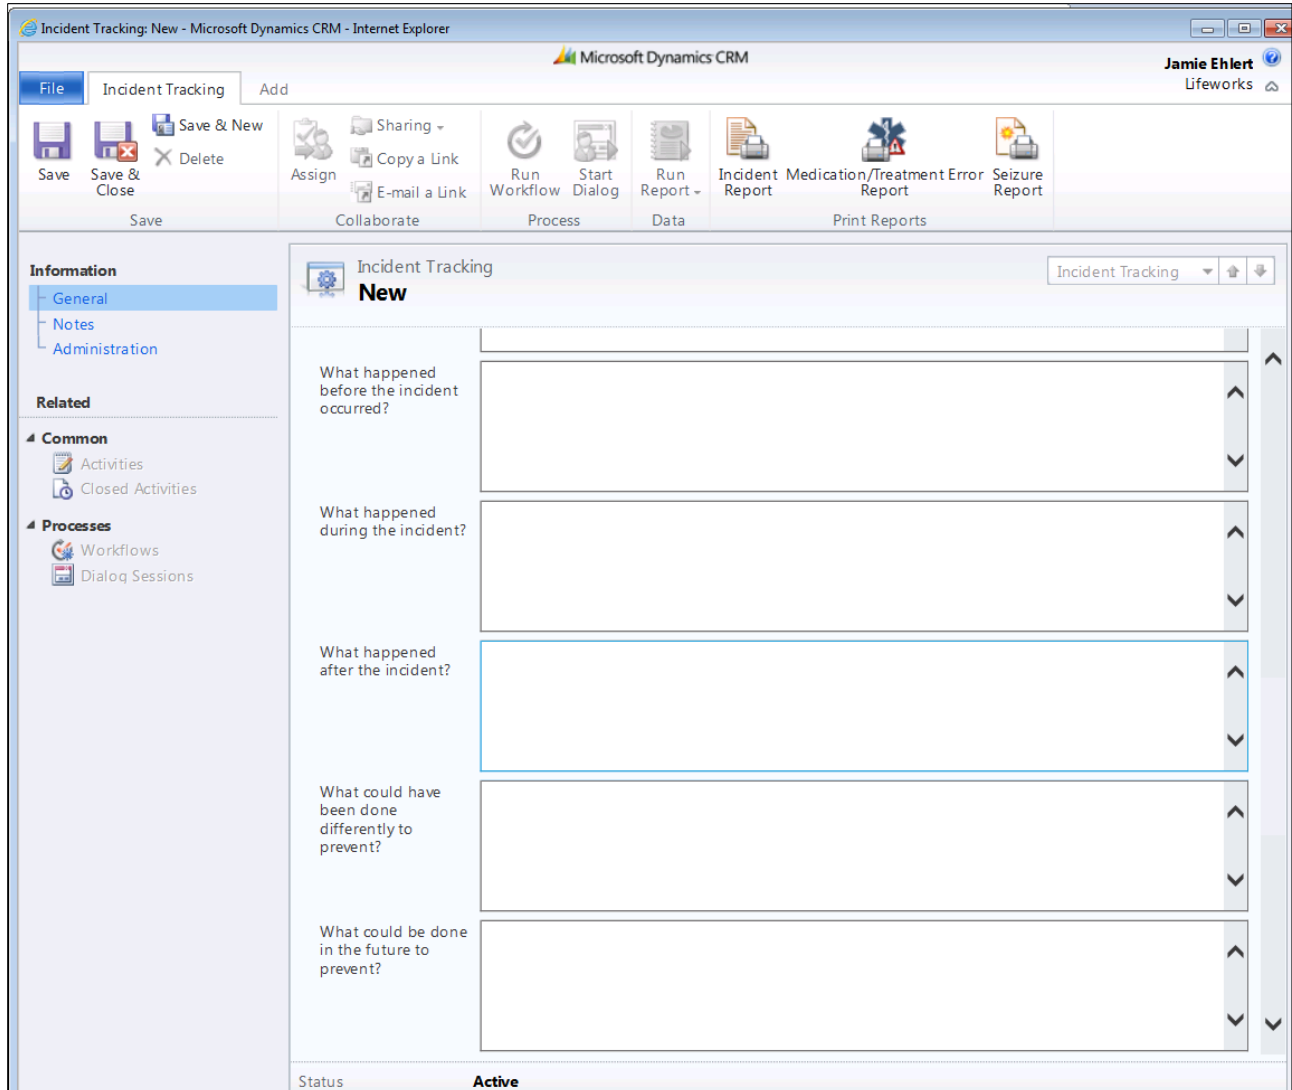 Incident Tracking: New - Microsoft Dynamics CRM - Internet Explorer
Microsoft Dynamics CRM
Jamie Ehlert
Lifeworks
File
Incident Tracking
Add
Save
Save &
Close
Save & New
Delete
Save
Assign
Sharing
Copy a Link
E-mail a Link
Collaborate
Run
Workflow
Start
Dialog
Process
Run
Report
Data
Incident
Report
Medication/Treatment Error
Report
Seizure
Report
Print Reports
Information
General
Notes
Administration
Related
Common
Activities
Closed Activities
Processes
Workflows
Dialog Sessions
Incident Tracking
New
Incident Tracking
What happened
before the incident
occurred?
What happened
during the incident?
What happened
after the incident?
What could have
been done
differently to
prevent?
What could be done
in the future to
prevent?
Status
Active